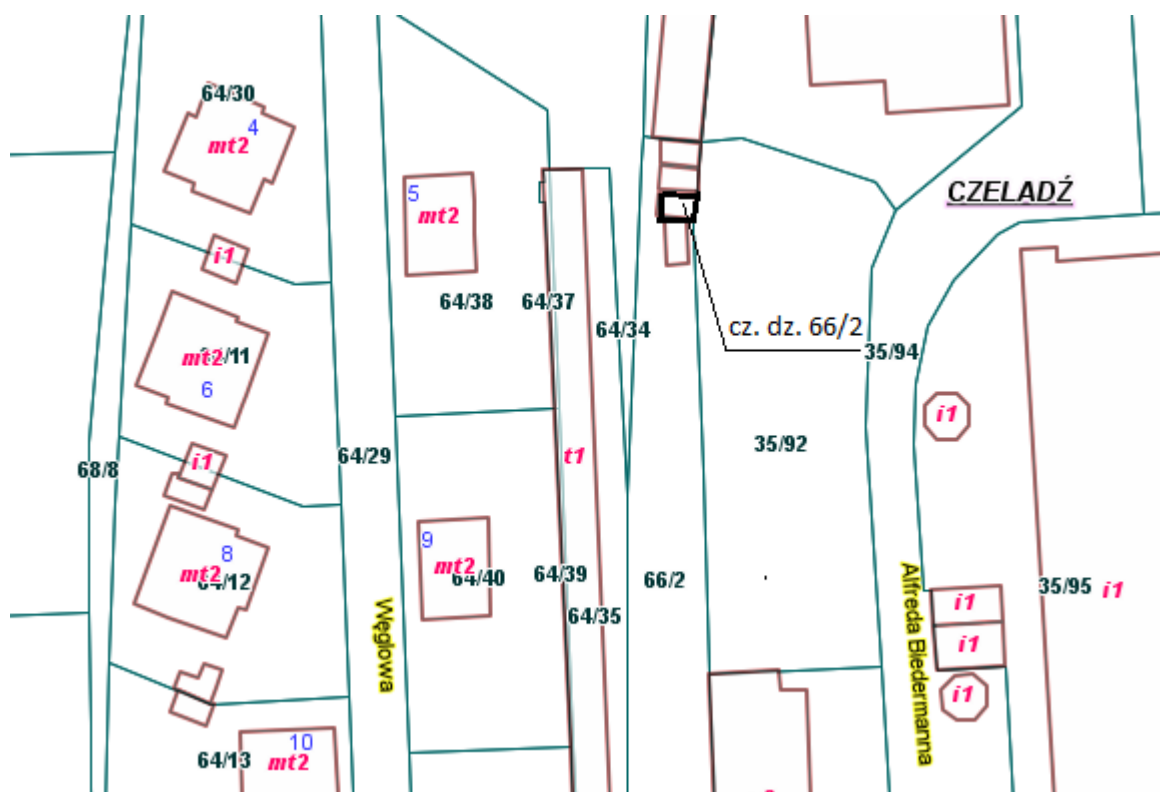 64/30
4
mt2
5
mt2
CZELADŹ
i1
64/38
64/37
64/34
cz. dz. 66/2
35/94
mt2
64/11
6
i1
35/92
i1
68/8
64/29
t1
8
mt2
64/12
9
mt2
64/40
64/39
64/35
66/2
35/95
i1
Węglowa
Alfreda Biedermanna
i1
i1
i1
10
64/13
mt2